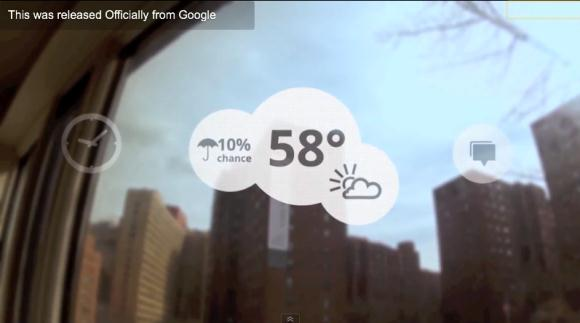 This was released Officially from Google
10%
chance
58°